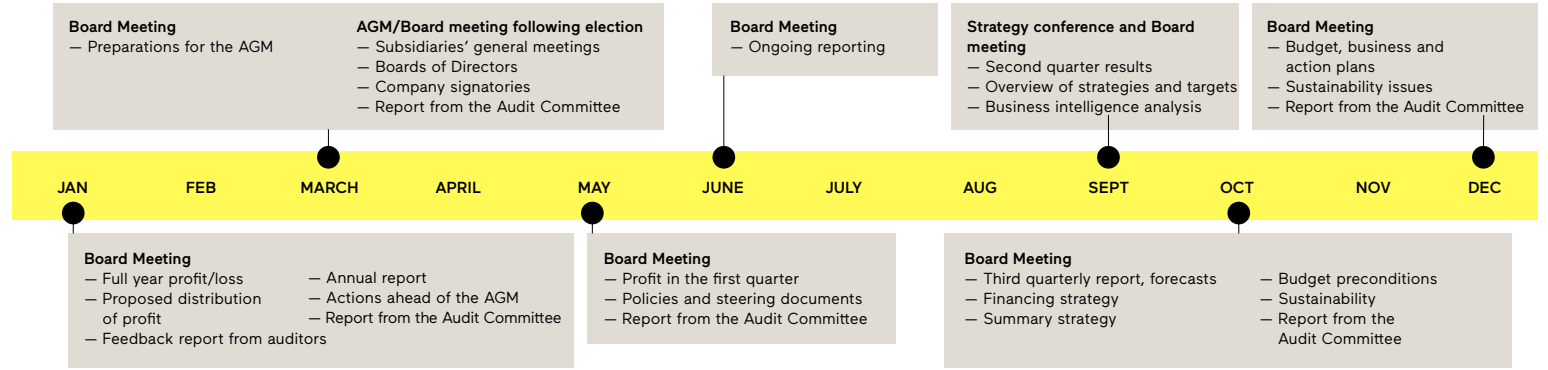 Board Meeting
— Preparations for the AGM
AGM/Board meeting following election
— Subsidiaries’ general meetings
— Boards of Directors
— Company signatories
— Report from the Audit Committee
Board Meeting
— Ongoing reporting
Strategy conference and Board
meeting
— Second quarter results
— Overview of strategies and targets
— Business intelligence analysis
Board Meeting
— Budget, business and
action plans
— Sustainability issues
— Report from the Audit Committee
JAN FEB MARCH APRIL MAY JUNE JULY AUG SEPT OCT NOV DEC
Board Meeting
— Full year profit/loss
— Proposed distribution
of profit
— Feedback report from auditors
— Annual report
— Actions ahead of the AGM
— Report from the Audit Committee
Board Meeting
— Profit in the first quarter
— Policies and steering documents
— Report from the Audit Committee
Board Meeting
— Third quarterly report, forecasts
— Financing strategy
— Summary strategy
— Budget preconditions
— Sustainability
— Report from the
Audit Committee